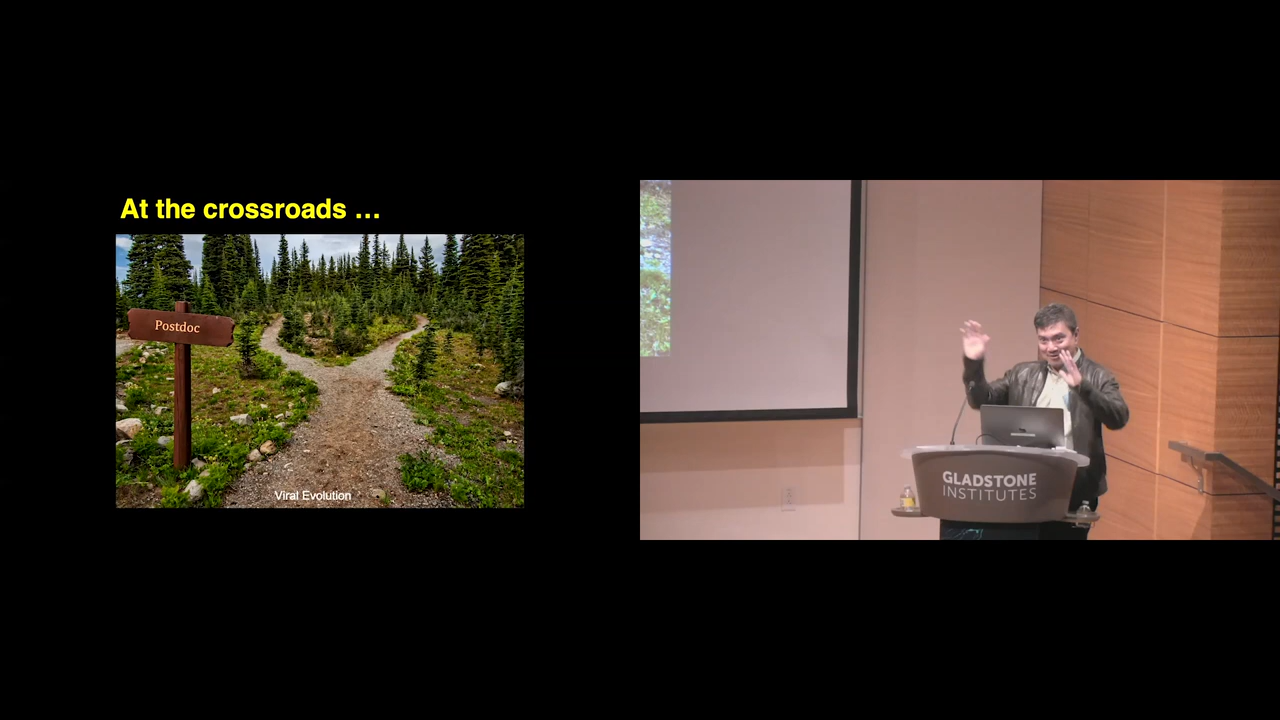 At the crossroads ...
Postdoc
Viral Evolution
GLADSTONE
INSTITUTES